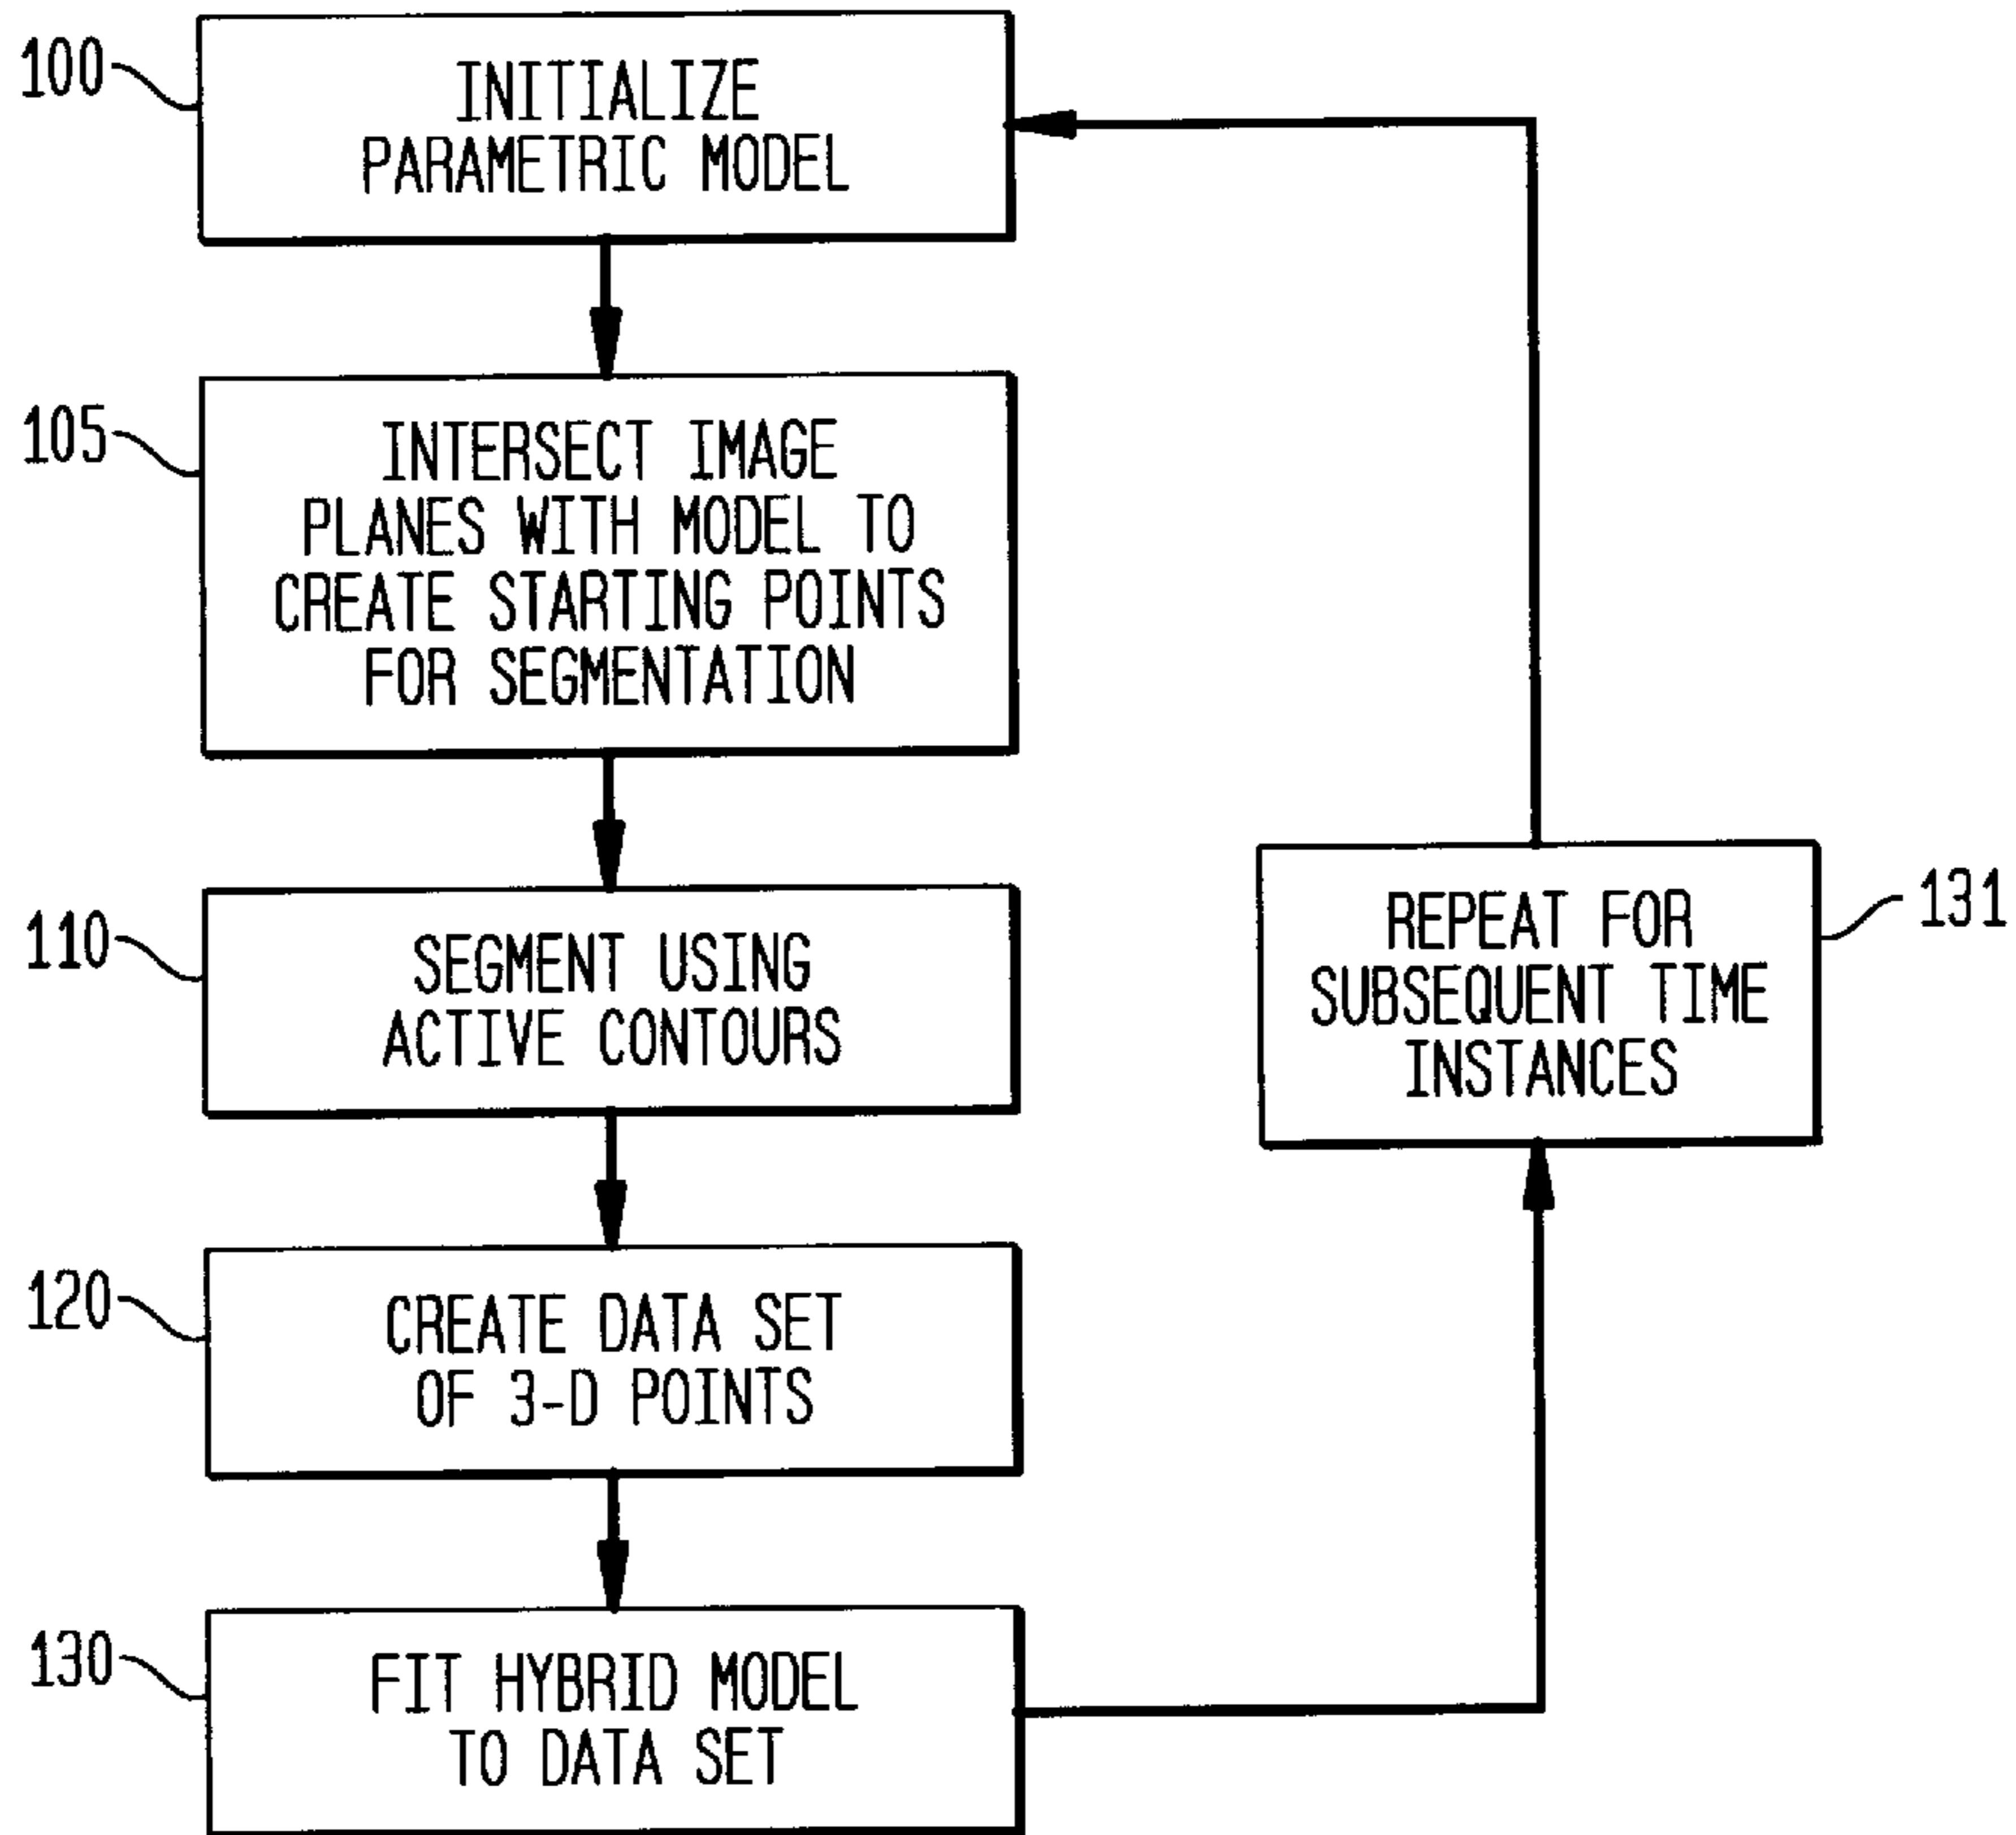 100
INITIALIZE
PARAMETRIC MODEL
105
INTERSECT IMAGE
PLANES WITH MODEL TO
CREATE STARTING POINTS
FOR SEGMENTATION
110
SEGMENT USING
ACTIVE CONTOURS
120
CREATE DATA SET
OF 3-D POINTS
130
FIT HYBRID MODEL
TO DATA SET
REPEAT FOR
SUBSEQUENT TIME
INSTANCES
131